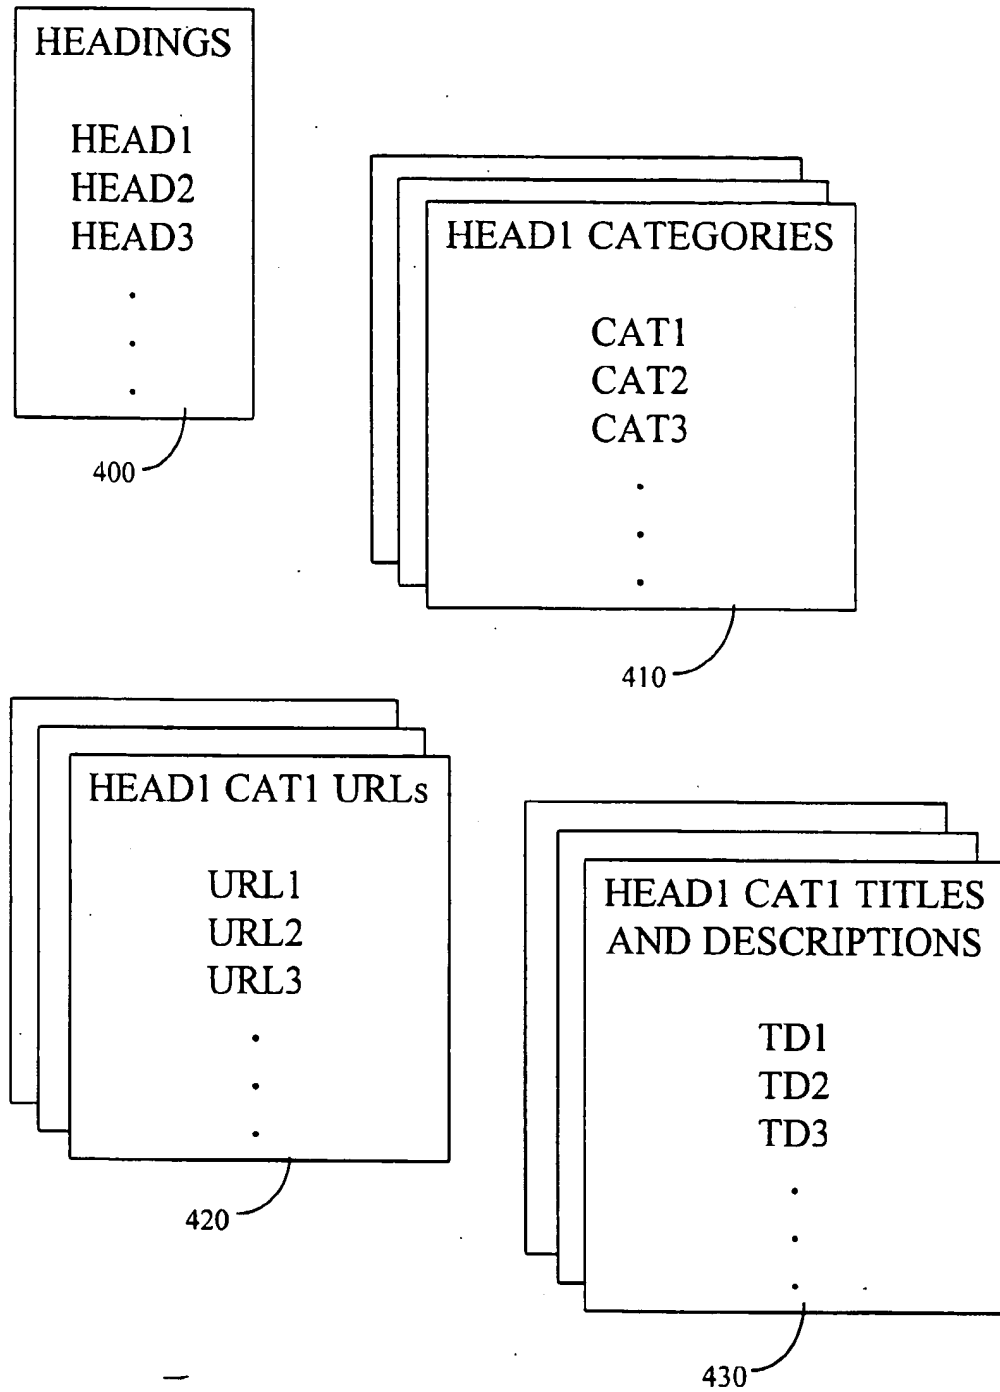 HEADINGS
HEAD1
HEAD2
HEAD3
.
.
.
400
HEAD1 CATEGORIES
CAT1
CAT2
CAT3
.
.
.
410
HEAD1 CAT1 URLs
URL1
URL2
URL3
.
.
.
420
HEAD1 CAT1 TITLES
AND DESCRIPTIONS
TD1
TD2
TD3
.
.
.
430